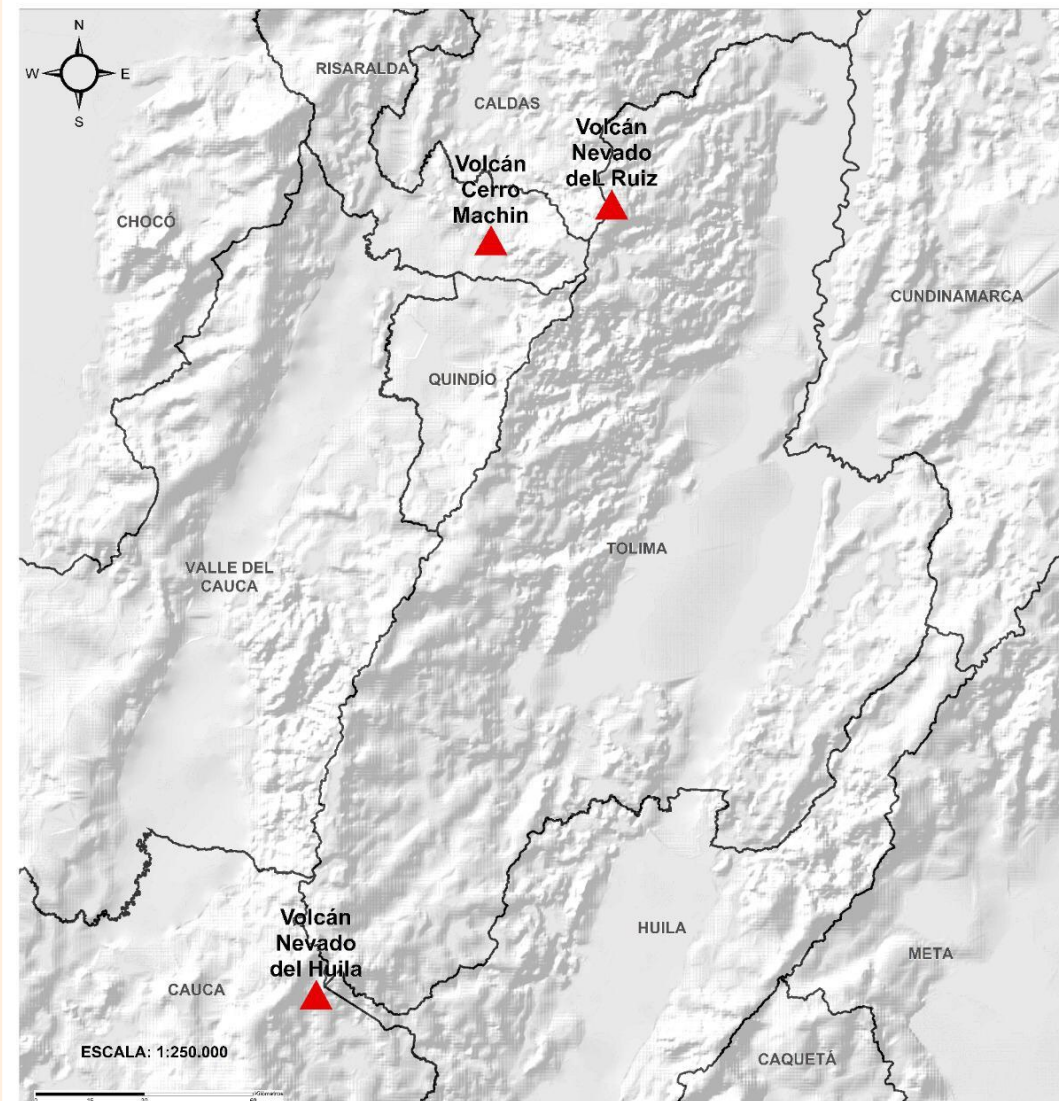 N
W
E
S
RISARALDA
CALDAS
Volcán
Nevado
deL Ruiz
Volcán
Cerro
Machin
CHOCÓ
CUNDINAMARCA
QUINDÍO
TOLIMA
VALLE DEL
CAUCA
Volcán
Nevado
del Huila
HUILA
META
CAUCA
ESCALA: 1:250.000
CAQUETÁ